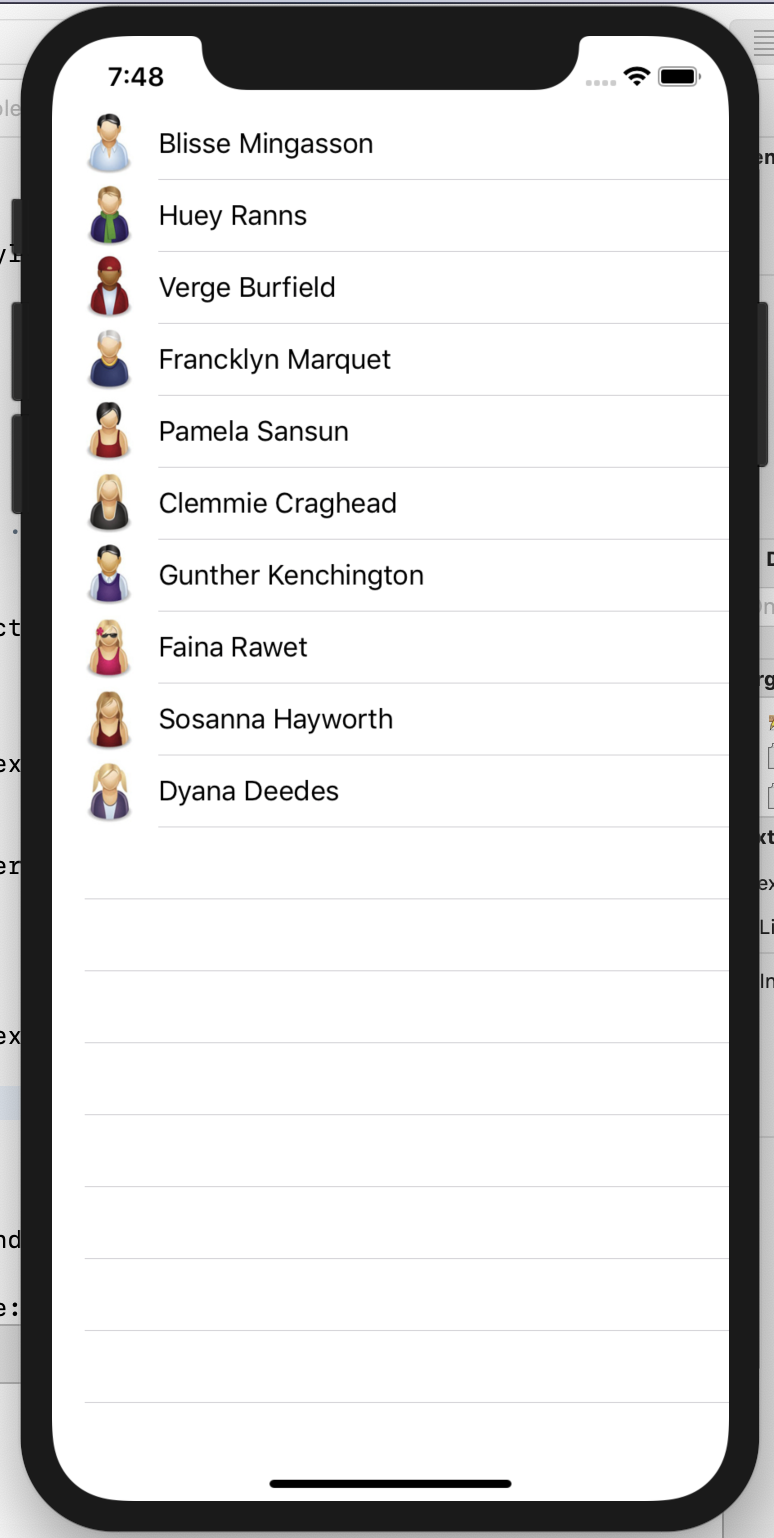 7:48
Blisse Mingasson
Huey Ranns
Verge Burfield
Francklyn Marquet
Pamela Sansun
Clemmie Craghead
Gunther Kenchington
Faina Rawet
Sosanna Hayworth
Dyana Deedes